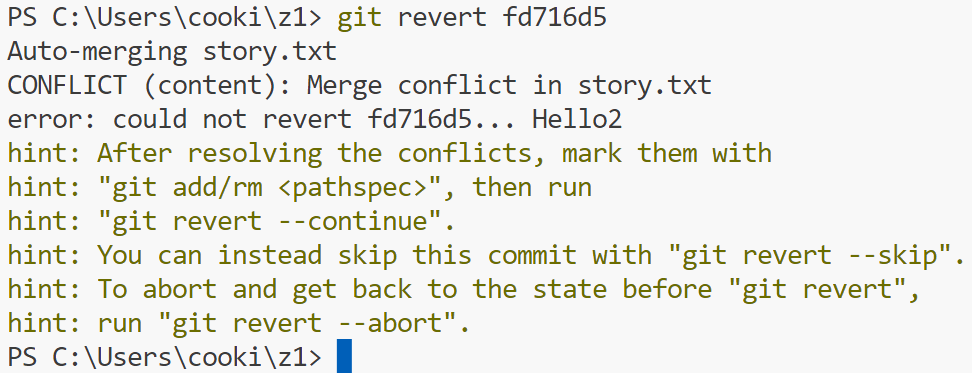 PS C:\Users\cooki\z1> git revert fd716d5
Auto-merging story.txt
CONFLICT (content): Merge conflict in story.txt
error: could not revert fd716d5... Hello2
hint: After resolving the conflicts, mark them with
hint: "git add/rm <pathspec>", then run
hint: "git revert --continue".
hint: You can instead skip this commit with "git revert --skip".
hint: To abort and get back to the state before "git revert",
hint: run "git revert --abort".
PS C:\Users\cooki\z1>